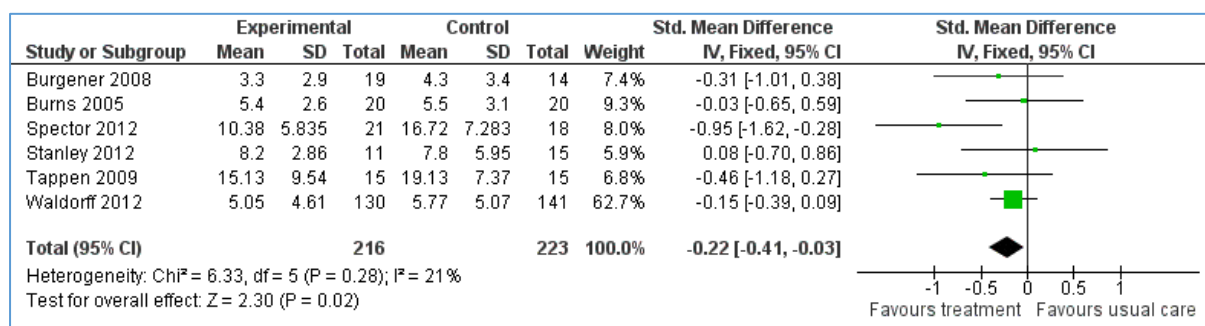 Experimental Control Std. Mean Difference Std. Mean Difference
Study or Subgroup Mean SD Total Mean SD Total Weight IV, Fixed, 95% CI IV, Fixed, 95% CI
Burgener 2008 3.3 2.9 19 4.3 3.4 14 7.4% -0.31 [-1.01, 0.38]
Burns 2005 5.4 2.6 20 5.5 3.1 20 9.3% -0.03 [-0.65, 0.59]
Spector 2012 10.38 5.835 21 16.72 7.283 18 8.0% -0.95 [-1.62, -0.28]
Stanley 2012 8.2 2.86 11 7.8 5.95 15 5.9% 0.08 [-0.70, 0.86]
Tappen 2009 15.13 9.54 15 19.13 7.37 15 6.8% -0.46 [-1.18, 0.27]
Waldorff 2012 5.05 4.61 130 5.77 5.07 141 62.7% -0.15 [-0.39, 0.09]
Total (95% CI) 216 223 100.0% -0.22 [-0.41, -0.03]
Heterogeneity: Chi² = 6.33, df = 5 (P = 0.28); I² = 21%
Test for overall effect: Z = 2.30 (P = 0.02)
-1 -0.5 0 0.5 1
Favours treatment Favours usual care